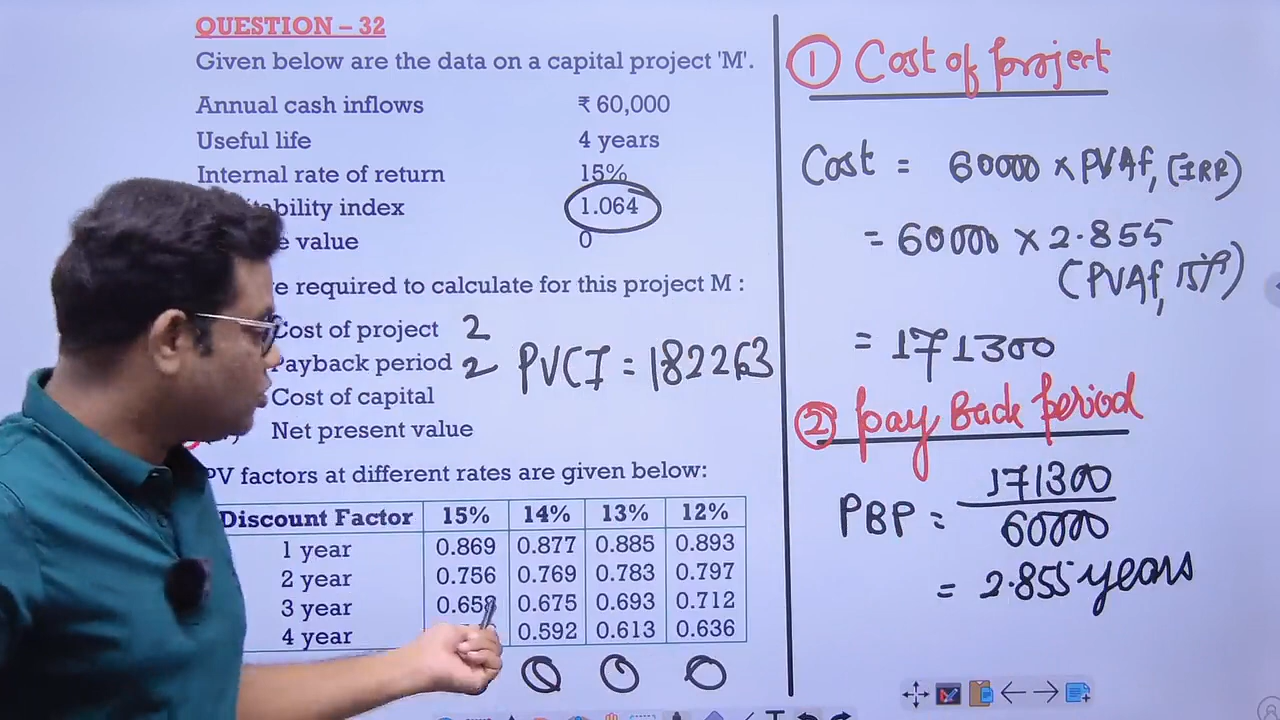 QUESTION – 32
Given below are the data on a capital project 'M'.
Annual cash inflows ₹ 60,000
Useful life 4 years
Internal rate of return 15%
ability index 1.064
e value 0
re required to calculate for this project M :
Cost of project 2
Payback period 2
PVCI = 182263
Cost of capital
Net present value
PV factors at different rates are given below:
Discount Factor 15% 14% 13% 12%
1 year 0.869 0.877 0.885 0.893
2 year 0.756 0.769 0.783 0.797
3 year 0.658 0.675 0.693 0.712
4 year 0.592 0.613 0.636
① Cost of project
Cost = 60000 × PVAf, (IRR)
= 60000 × 2.855
(PVAf, 15%)
= 171300
② Pay Back period
PBP = 171300
60000
= 2.855 years